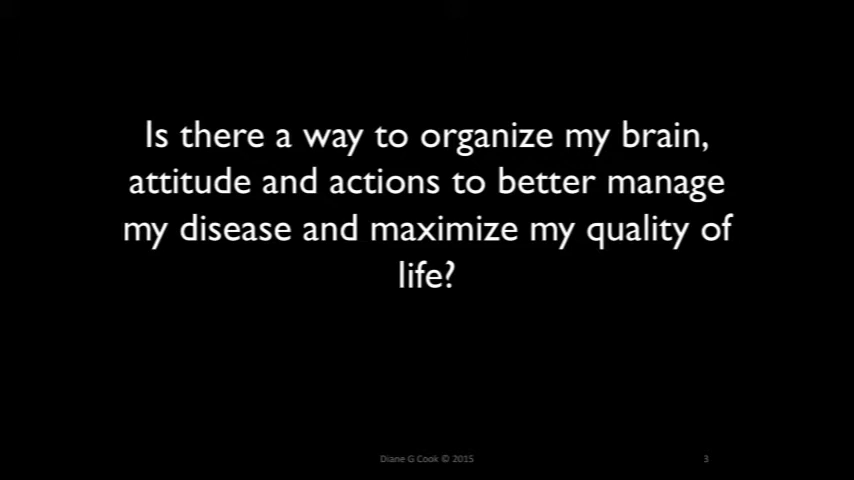 Is there a way to organize my brain,
attitude and actions to better manage
my disease and maximize my quality of
life?
Diane G Cook © 2015
3